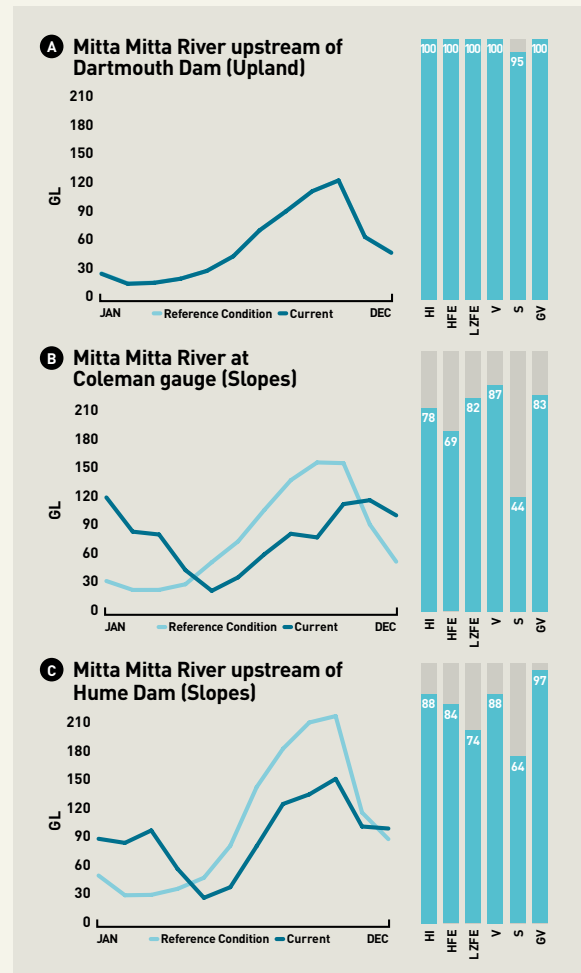 A Mitta Mitta River upstream of
Dartmouth Dam (Upland)
210
180
150
120
90
60
30
0
GL
JAN
Reference Condition
Current
DEC
100 100 100 100 95 100
HI HFE LZFE V S GV
B Mitta Mitta River at
Coleman gauge (Slopes)
210
180
150
120
90
60
30
0
GL
JAN
Reference Condition
Current
DEC
78 69 82 87 44 83
HI HFE LZFE V S GV
C Mitta Mitta River upstream of
Hume Dam (Slopes)
210
180
150
120
90
60
30
0
GL
JAN
Reference Condition
Current
DEC
88 84 74 88 64 97
HI HFE LZFE V S GV